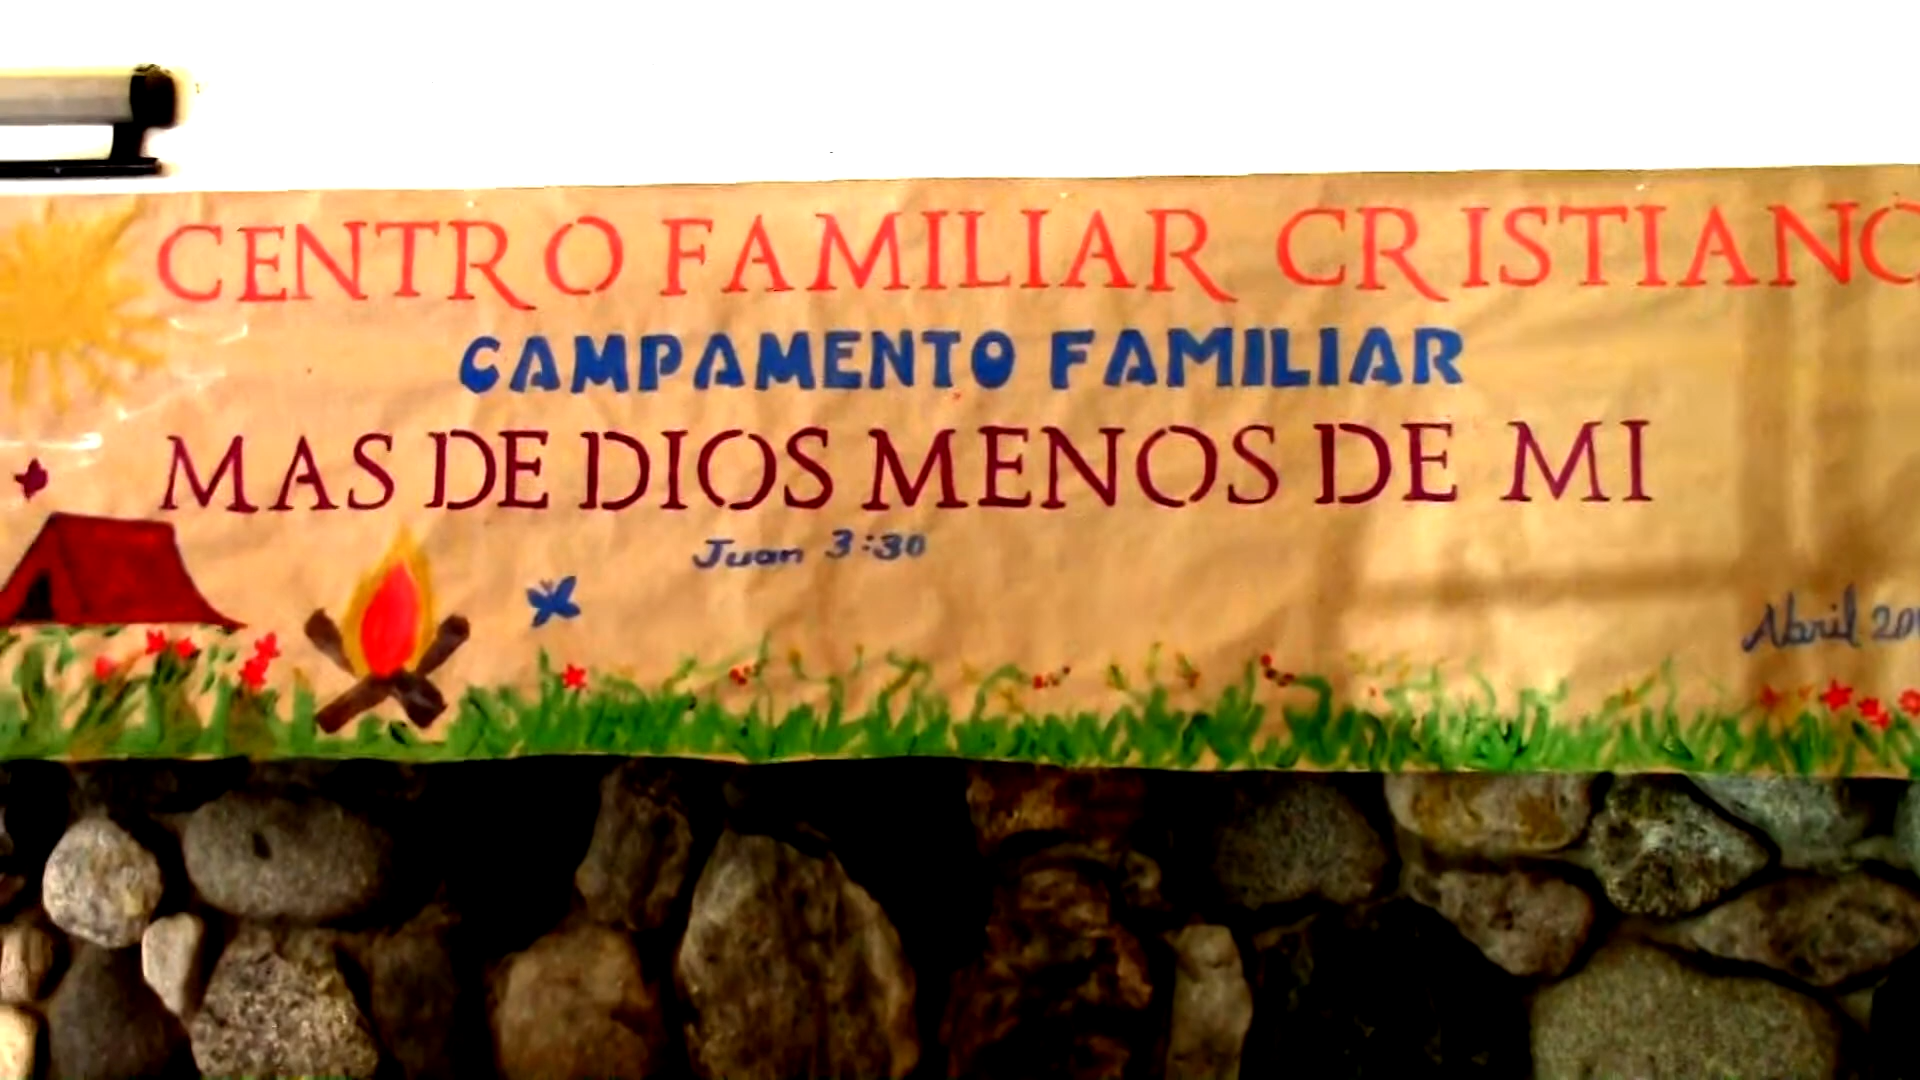 CENTRO FAMILIAR CRISTIANO
CAMPAMENTO FAMILIAR
MAS DE DIOS MENOS DE MI
Juan 3:30
Abril